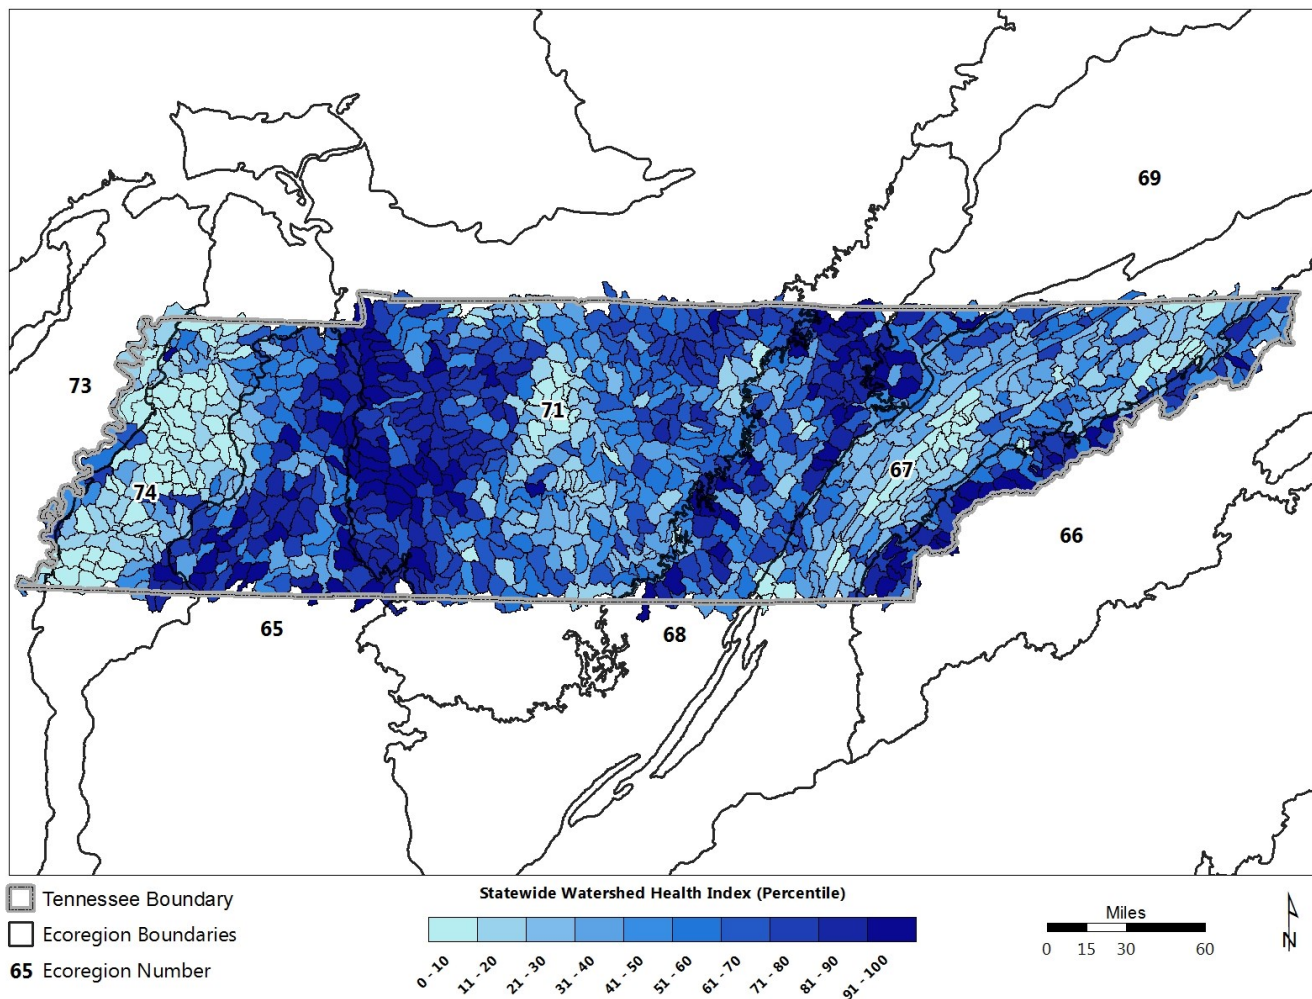 69
73
71
67
74
66
65
68
Tennessee Boundary
Ecoregion Boundaries
65 Ecoregion Number
Statewide Watershed Health Index (Percentile)
0 - 10
11 - 20
21 - 30
31 - 40
41 - 50
51 - 60
61 - 70
71 - 80
81 - 90
91 - 100
Miles
0 15 30 60
N